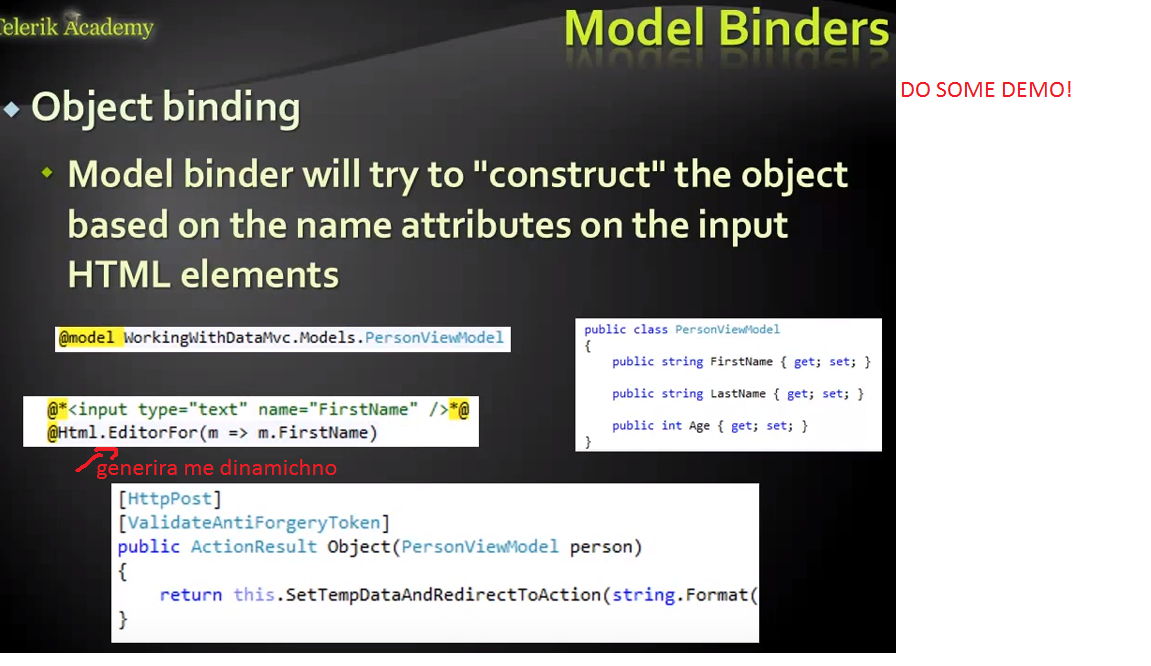 Telerik Academy
Model Binders
DO SOME DEMO!
Object binding
Model binder will try to "construct" the object
based on the name attributes on the input
HTML elements
@model WorkingWithDataMvc.Models.PersonViewModel
public class PersonViewModel
{
public string FirstName { get; set; }
public string LastName { get; set; }
public int Age { get; set; }
}
@*<input type="text" name="FirstName" />*@
@Html.EditorFor(m => m.FirstName)
generira me dinamichno
[HttpPost]
[ValidateAntiForgeryToken]
public ActionResult Object(PersonViewModel person)
{
return this.SetTempDataAndRedirectToAction(string.Format(
}